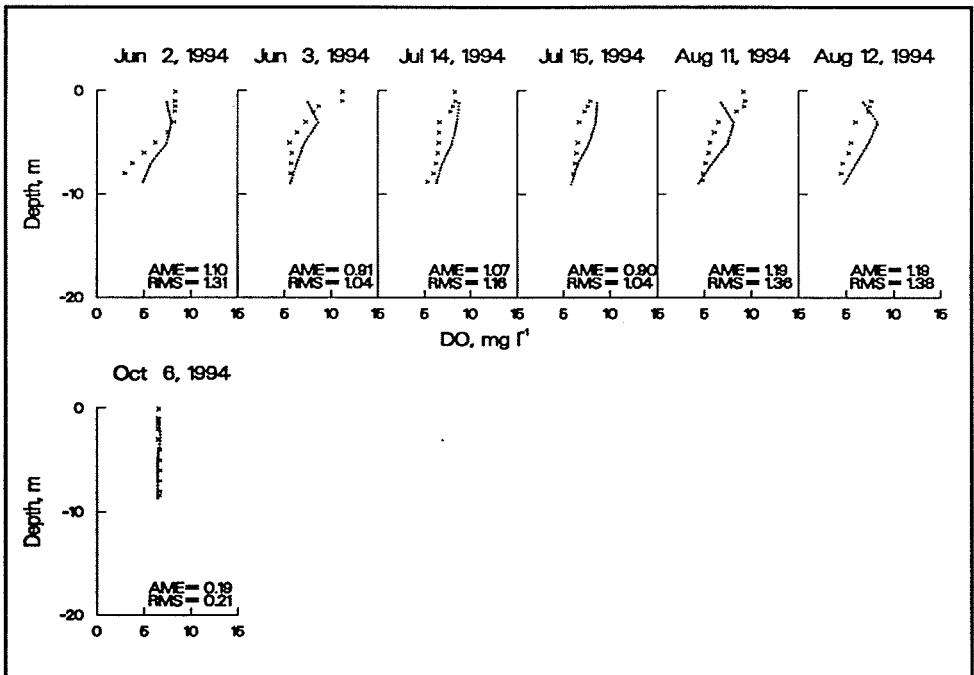 Jun 2, 1994 Jun 3, 1994 Jul 14, 1994 Jul 15, 1994 Aug 11, 1994 Aug 12, 1994
0
-10
-20
Depth, m
AME = 1.10 AME = 0.91 AME = 1.07 AME = 0.90 AME = 1.19 AME = 1.19
RMS = 1.31 RMS = 1.04 RMS = 1.16 RMS = 1.04 RMS = 1.36 RMS = 1.38
0 5 10 15 0 5 10 15 0 5 10 15 0 5 10 15 0 5 10 15 0 5 10 15
DO, mg l⁻¹
Oct 6, 1994
0
-10
-20
Depth, m
AME = 0.19
RMS = 0.21
0 5 10 15